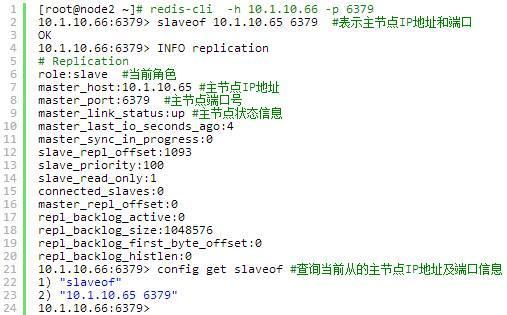 1 [root@node2 ~]# redis-cli  -h 10.1.10.66 -p 6379
2 10.1.10.66:6379> slaveof 10.1.10.65 6379  #表示主节点IP地址和端口
3 OK
4 10.1.10.66:6379> INFO replication
5 # Replication
6 role:slave  #当前角色
7 master_host:10.1.10.65 #主节点IP地址
8 master_port:6379  #主节点端口号
9 master_link_status:up #主节点状态信息
10 master_last_io_seconds_ago:4
11 master_sync_in_progress:0
12 slave_repl_offset:1093
13 slave_priority:100
14 slave_read_only:1
15 connected_slaves:0
16 master_repl_offset:0
17 repl_backlog_active:0
18 repl_backlog_size:1048576
19 repl_backlog_first_byte_offset:0
20 repl_backlog_histlen:0
21 10.1.10.66:6379> config get slaveof #查询当前从的主节点IP地址及端口信息
22 1) "slaveof"
23 2) "10.1.10.65 6379"
24 10.1.10.66:6379>